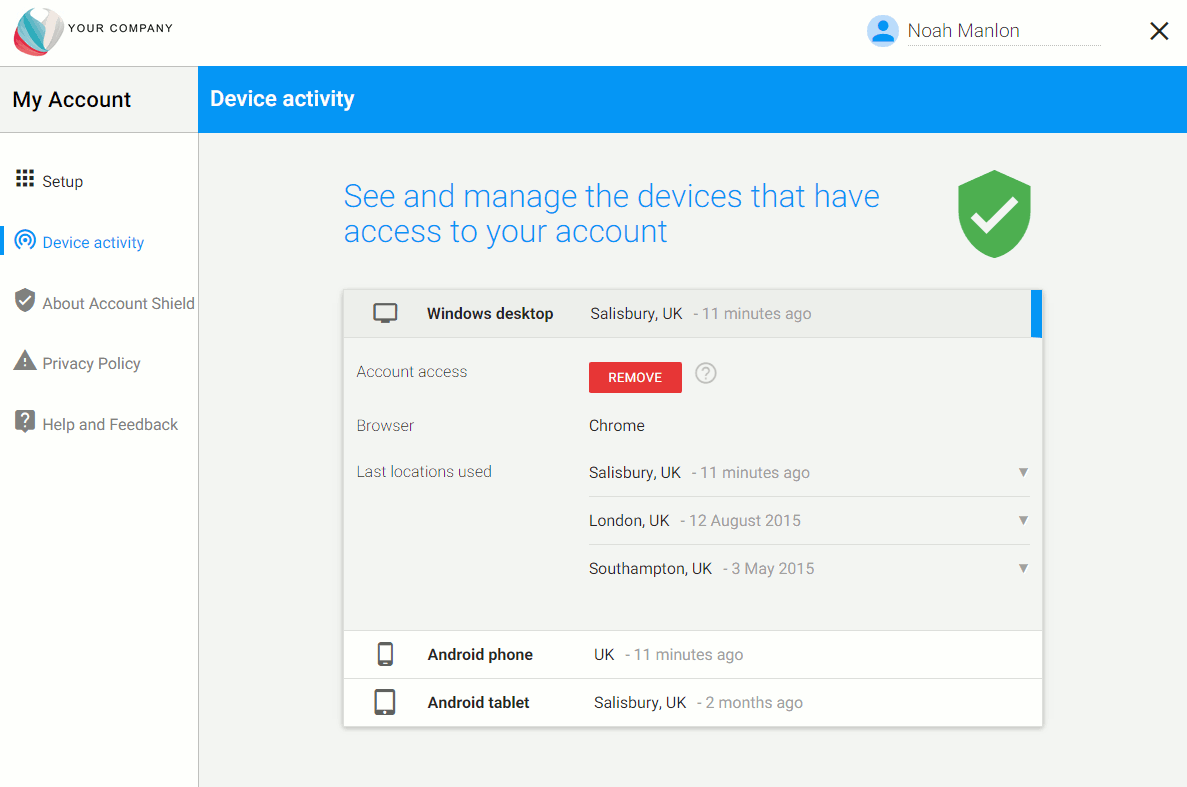 YOUR COMPANY
Noah Manlon
My Account
Device activity
Setup
Device activity
About Account Shield
Privacy Policy
Help and Feedback
See and manage the devices that have
access to your account
Windows desktop Salisbury, UK - 11 minutes ago
Account access REMOVE ?
Browser Chrome
Last locations used Salisbury, UK - 11 minutes ago
London, UK - 12 August 2015
Southampton, UK - 3 May 2015
Android phone UK - 11 minutes ago
Android tablet Salisbury, UK - 2 months ago